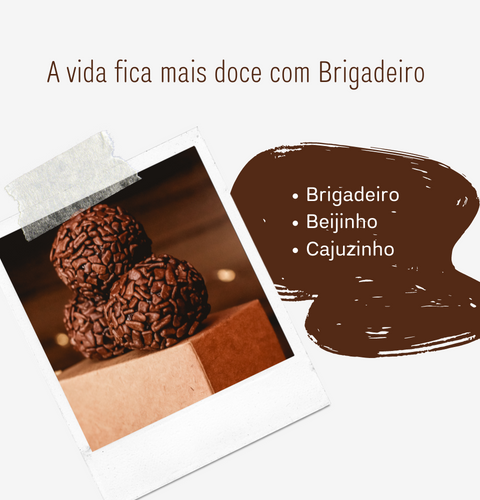 A vida fica mais doce com Brigadeiro
• Brigadeiro
• Beijinho
• Cajuzinho